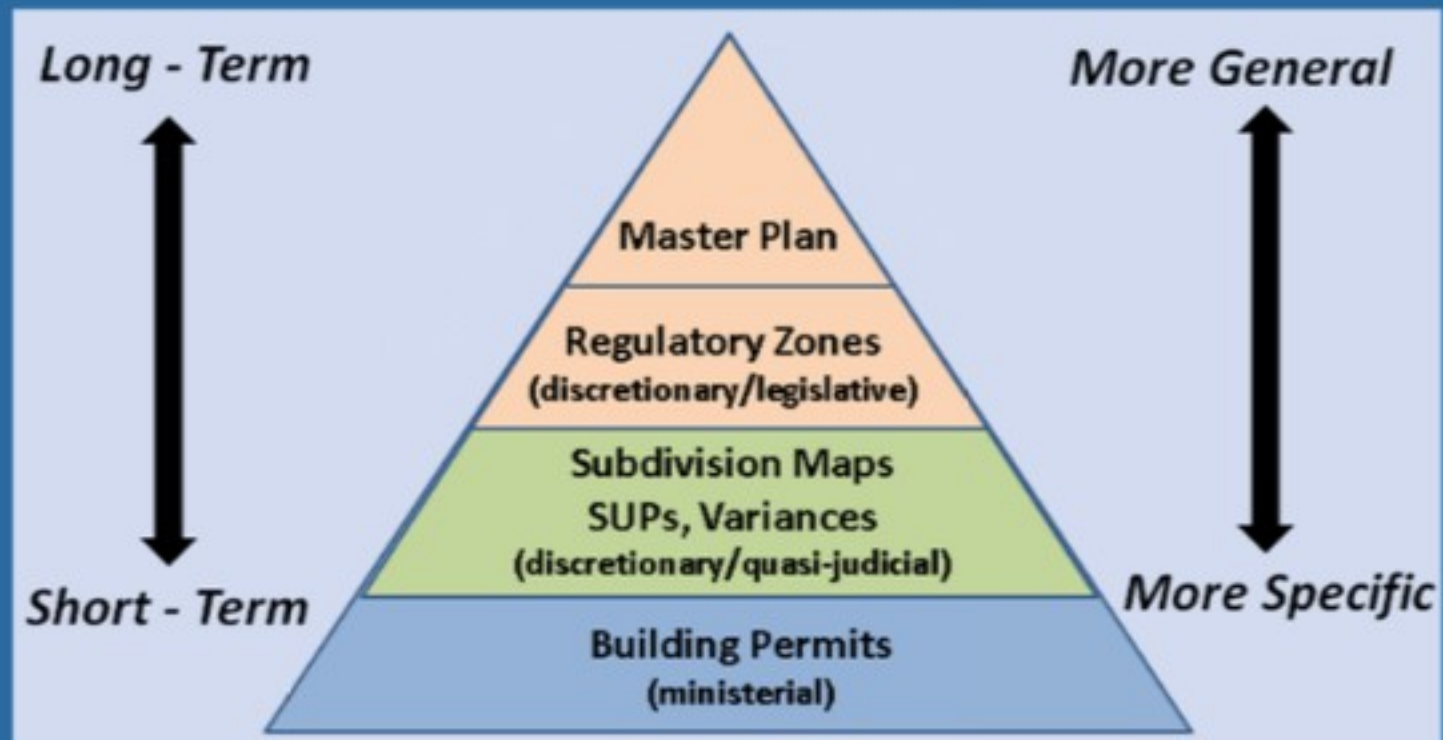 Long - Term
More General
Master Plan
Regulatory Zones
(discretionary/legislative)
Subdivision Maps
SUPs, Variances
(discretionary/quasi-judicial)
Short - Term
More Specific
Building Permits
(ministerial)